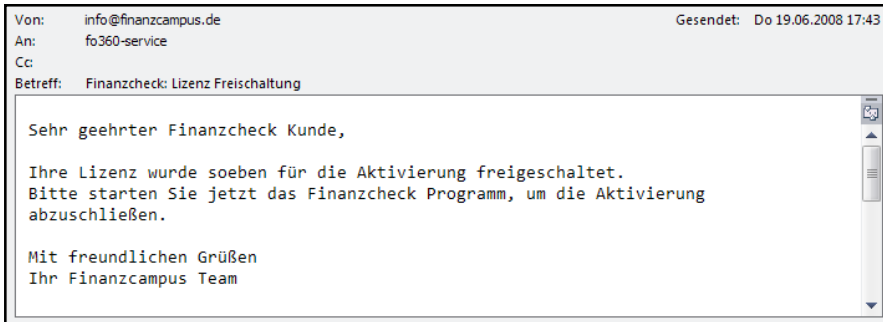 Von: info@finanzcampus.de Gesendet: Do 19.06.2008 17:43
An: fo360-service
Cc:
Betreff: Finanzcheck: Lizenz Freischaltung
Sehr geehrter Finanzcheck Kunde,
Ihre Lizenz wurde soeben für die Aktivierung freigeschaltet.
Bitte starten Sie jetzt das Finanzcheck Programm, um die Aktivierung
abzuschließen.
Mit freundlichen Grüßen
Ihr Finanzcampus Team